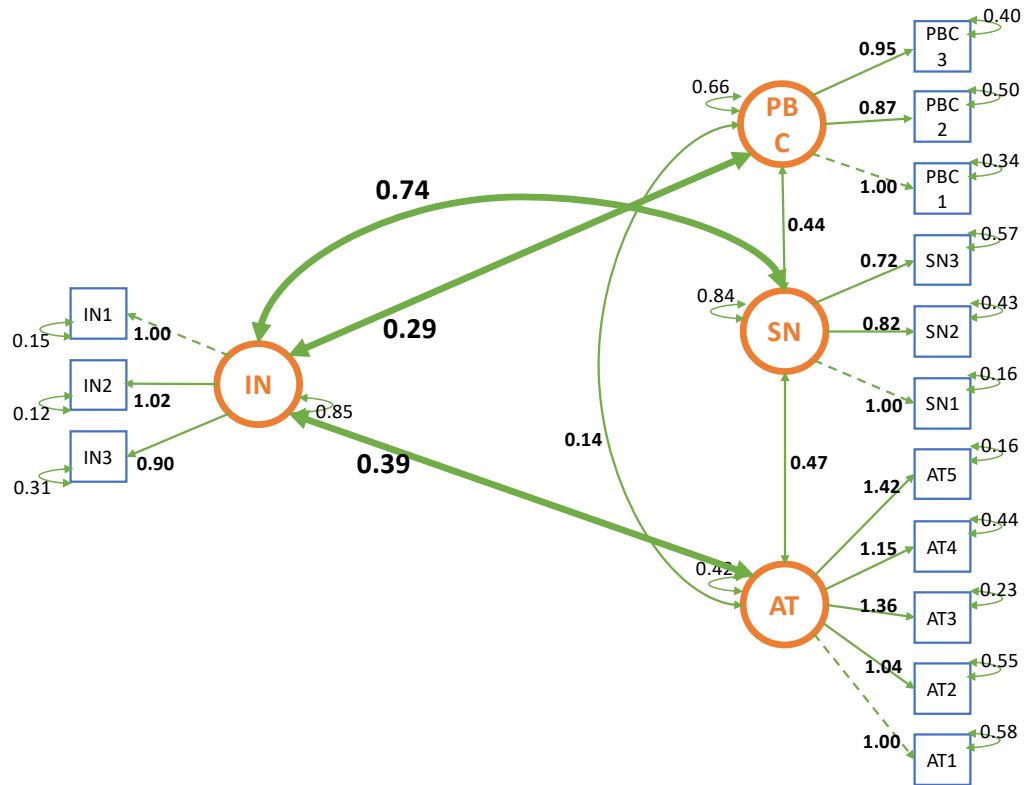 0.40
PBC
3
0.95
0.66
PB
C
0.87
PBC
2
0.50
0.34
PBC
1
1.00
0.74
0.44
0.57
0.72
SN3
0.84
SN
0.82
SN2
0.43
0.29
IN1
0.15
1.00
IN
IN2
1.02
0.12
0.85
0.16
SN1
1.00
IN3
0.90
0.31
0.39
0.14
0.47
0.16
AT5
1.42
0.44
AT4
1.15
0.42
AT
0.23
AT3
1.36
0.55
AT2
1.04
0.58
AT1
1.00